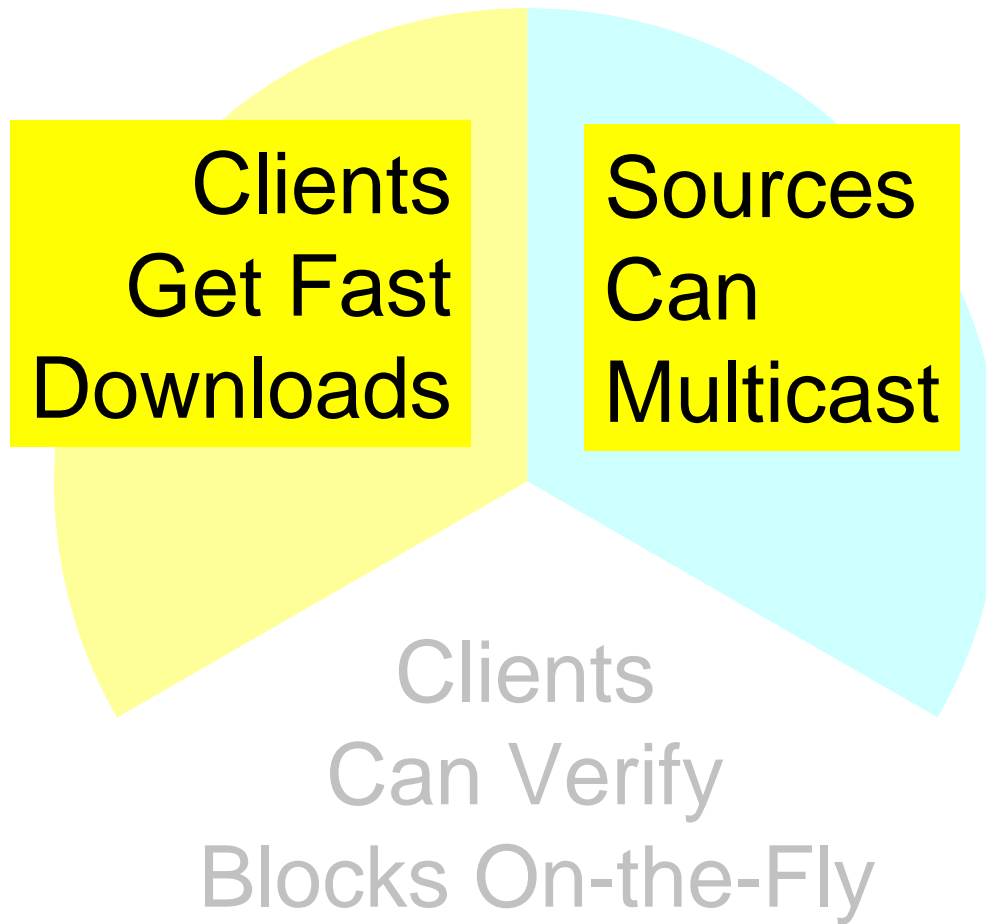 Clients
Get Fast
Downloads
Sources
Can
Multicast
Clients
Can Verify
Blocks On-the-Fly